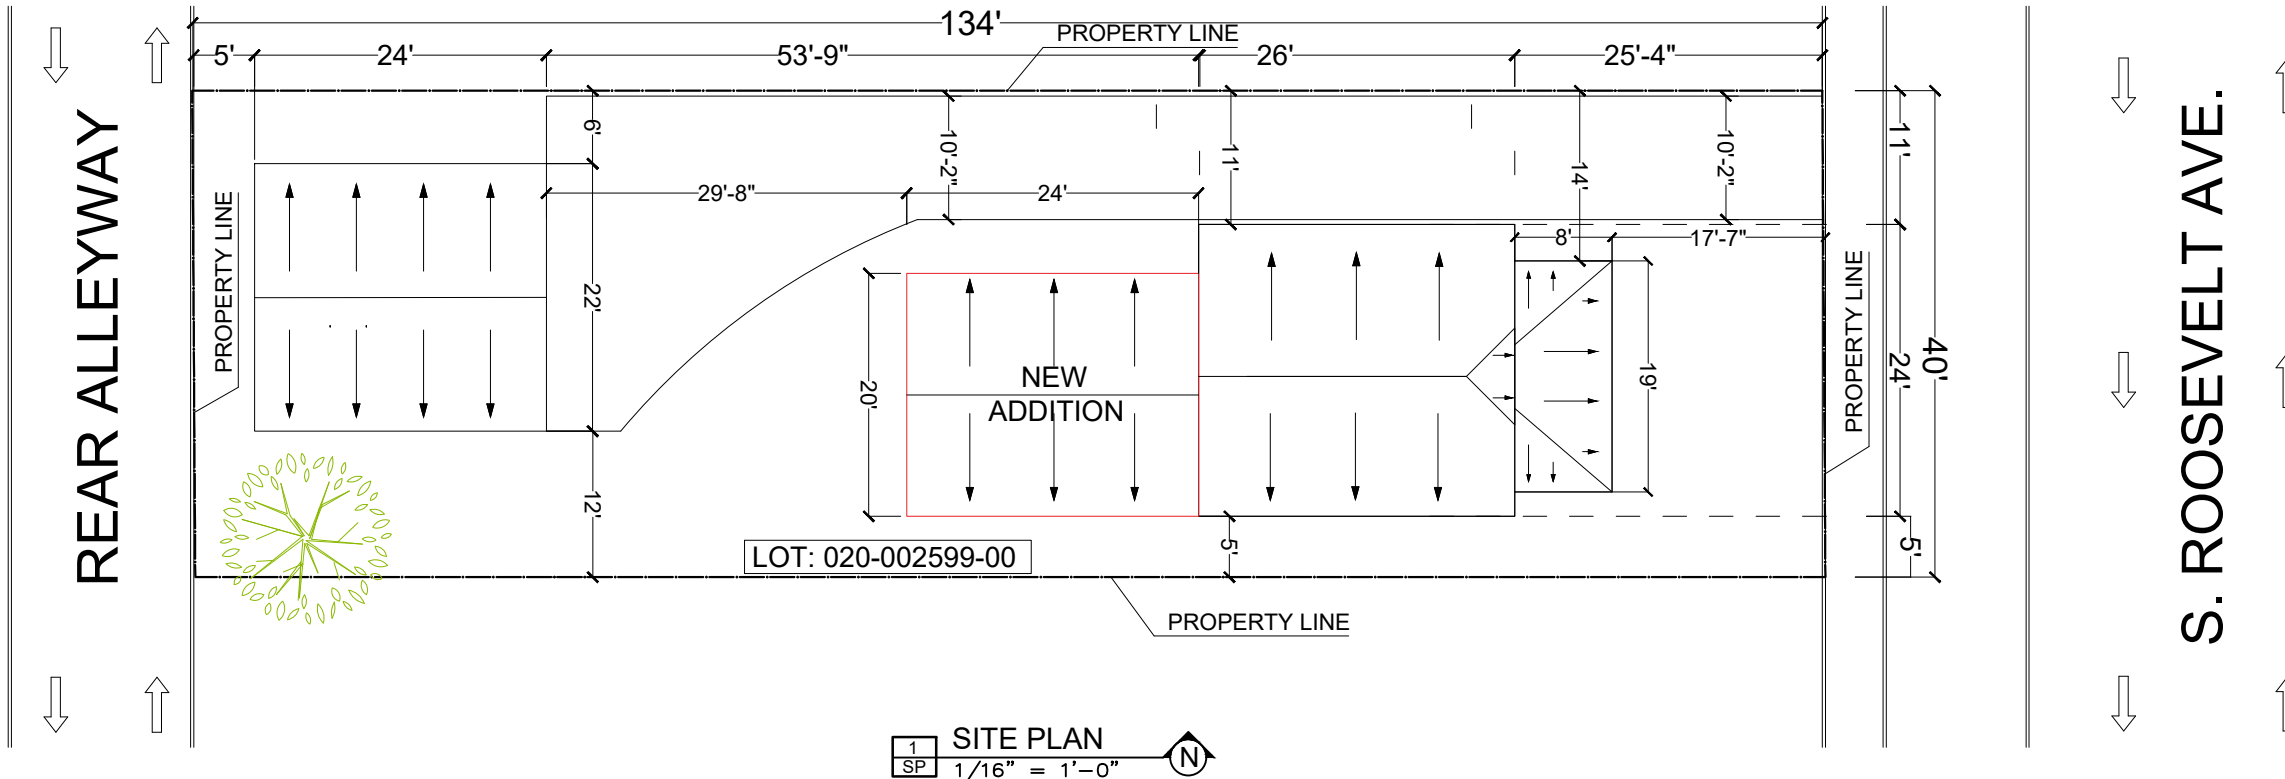 134'
PROPERTY LINE
5'
24'
53'-9"
26'
25'-4"
6'
10'-2"
11'
14'
10'-2"
11'
29'-8"
24'
8'
17'-7"
22'
20'
19'
24'
40'
NEW
ADDITION
12'
5'
5'
REAR ALLEYWAY
PROPERTY LINE
PROPERTY LINE
S. ROOSEVELT AVE.
LOT: 020-002599-00
PROPERTY LINE
1
SP
SITE PLAN
1/16" = 1'-0"
N